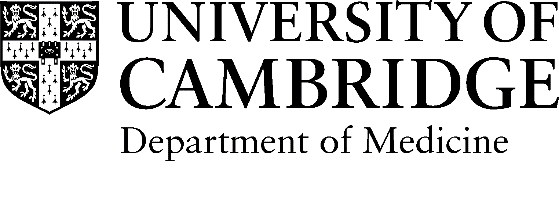 UNIVERSITY OF
CAMBRIDGE
Department of Medicine